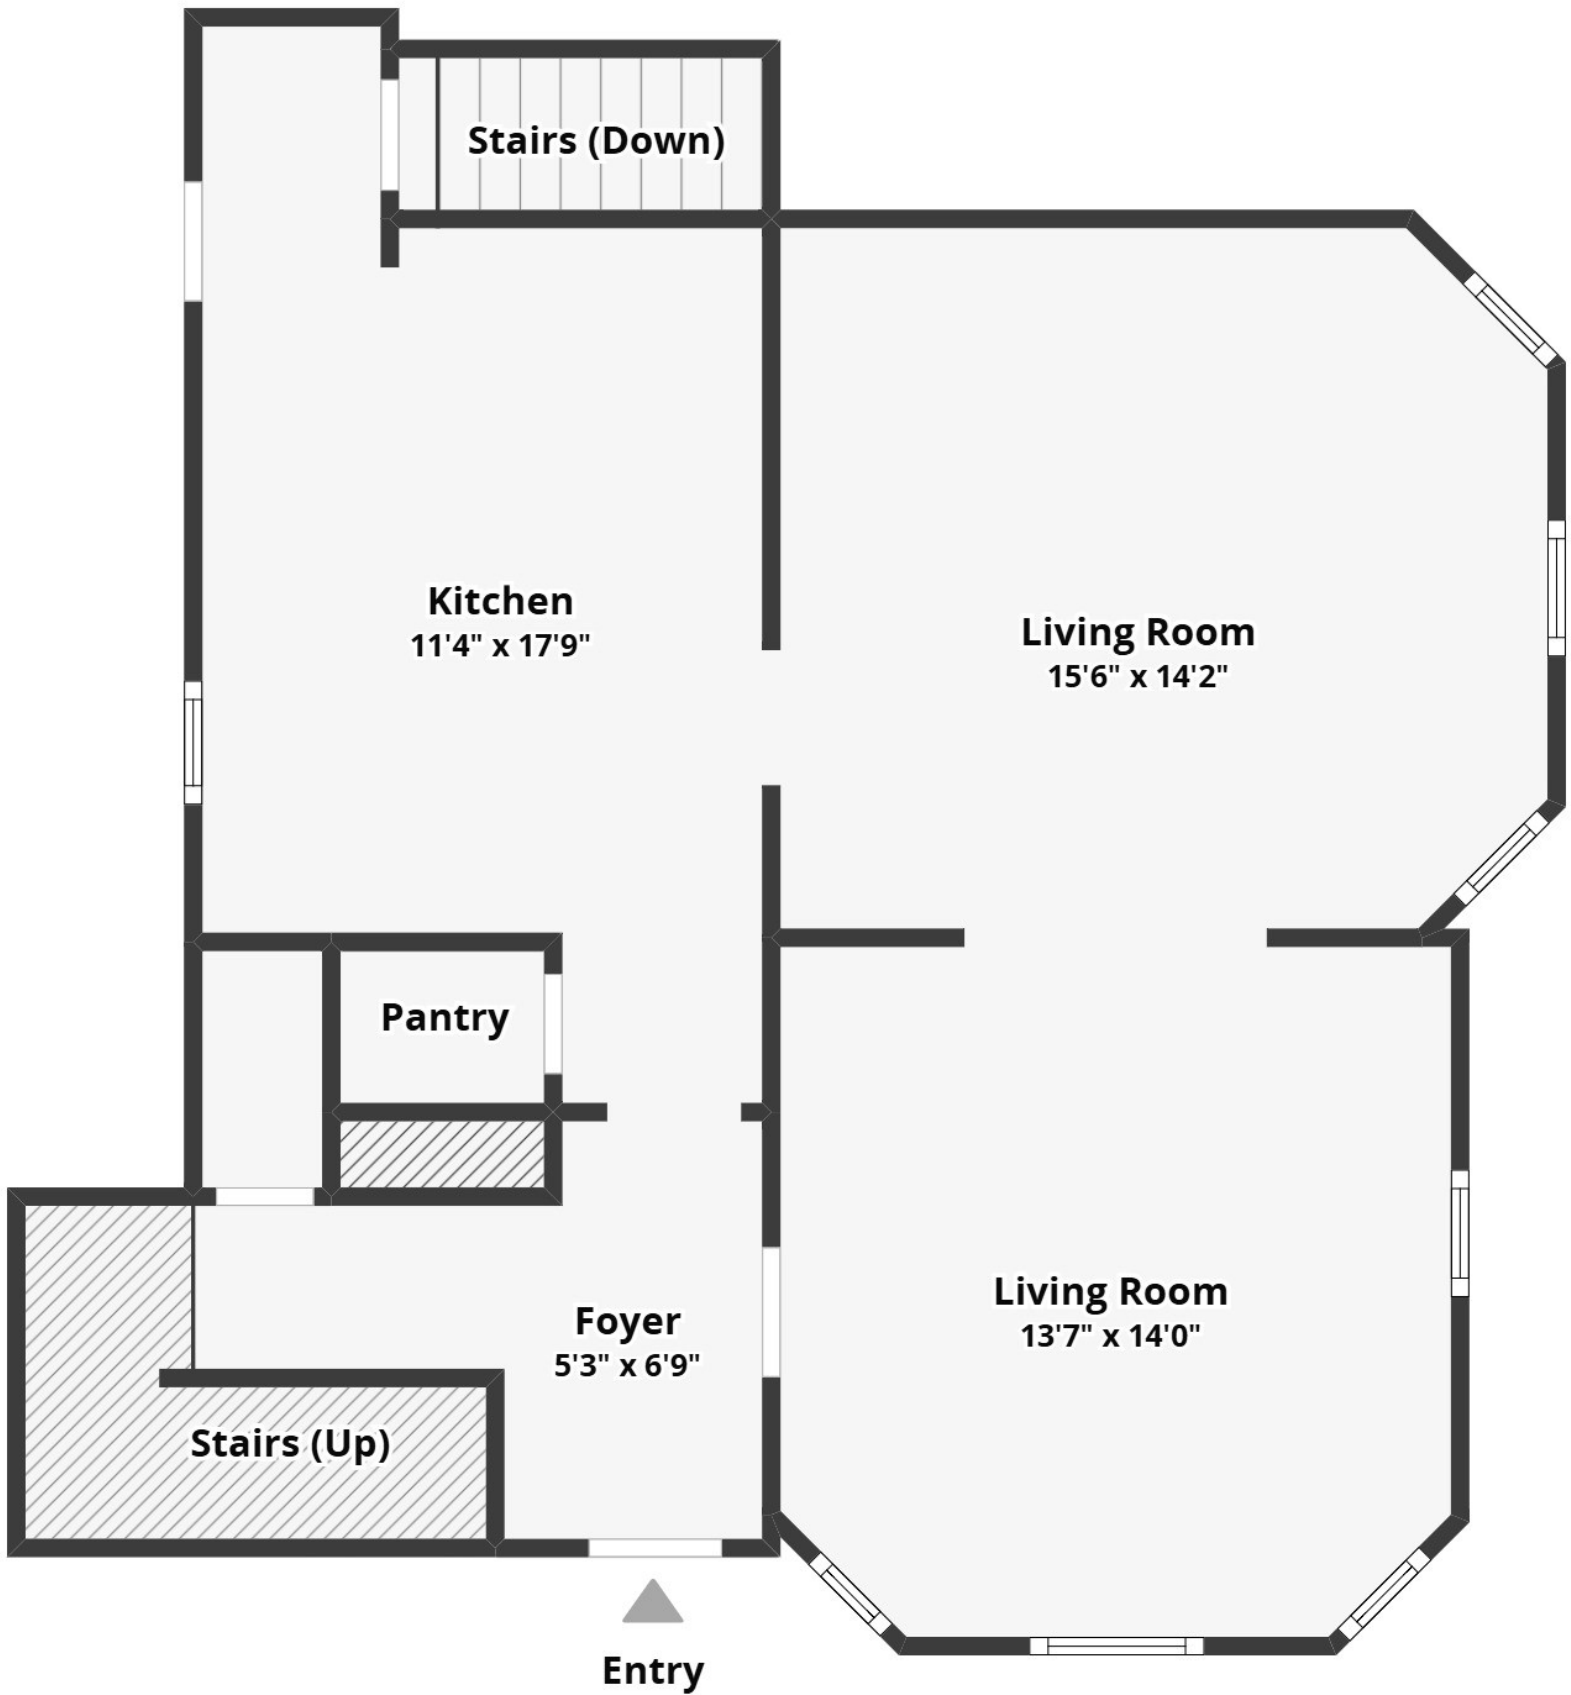 Stairs (Down)
Kitchen
11'4" x 17'9"
Living Room
15'6" x 14'2"
Pantry
Living Room
13'7" x 14'0"
Foyer
5'3" x 6'9"
Stairs (Up)
Entry